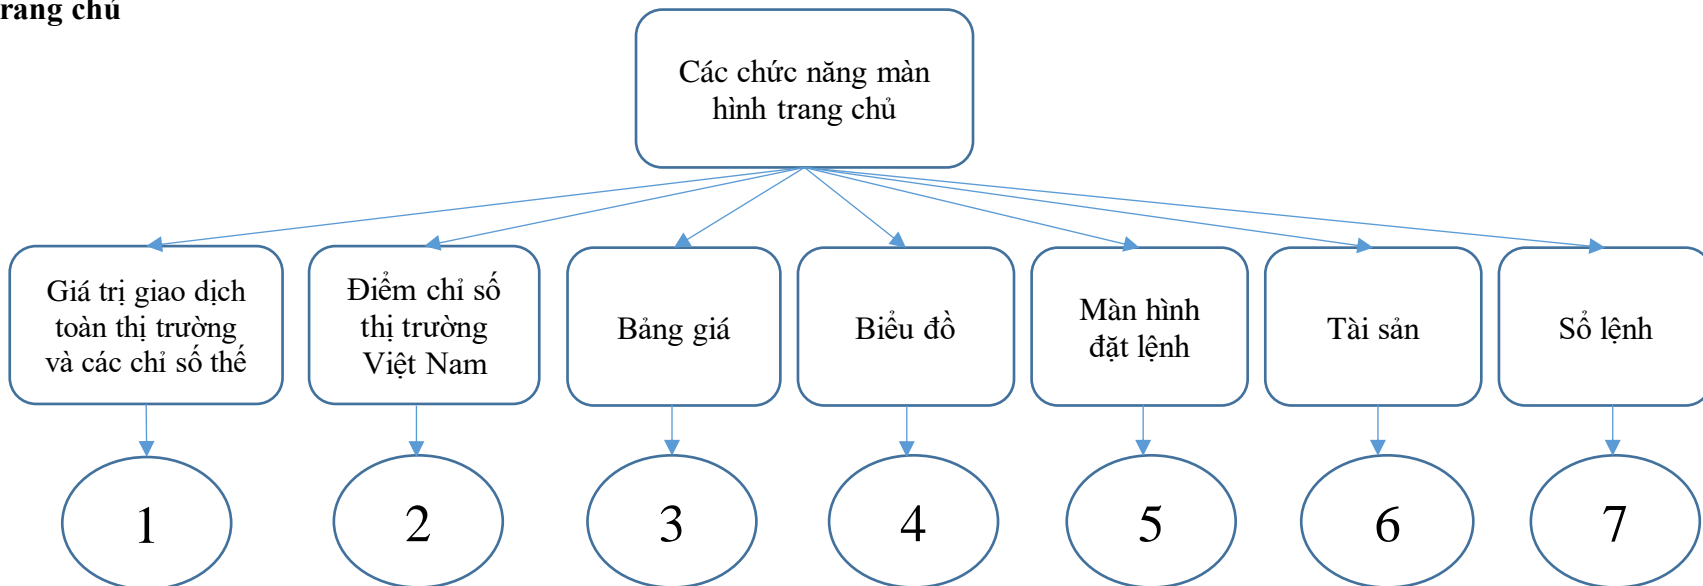 rang chủ
Các chức năng màn
hình trang chủ
Giá trị giao dịch
toàn thị trường
và các chỉ số thế
Điểm chỉ số
thị trường
Việt Nam
Bảng giá
Biểu đồ
Màn hình
đặt lệnh
Tài sản
Sổ lệnh
1
2
3
4
5
6
7